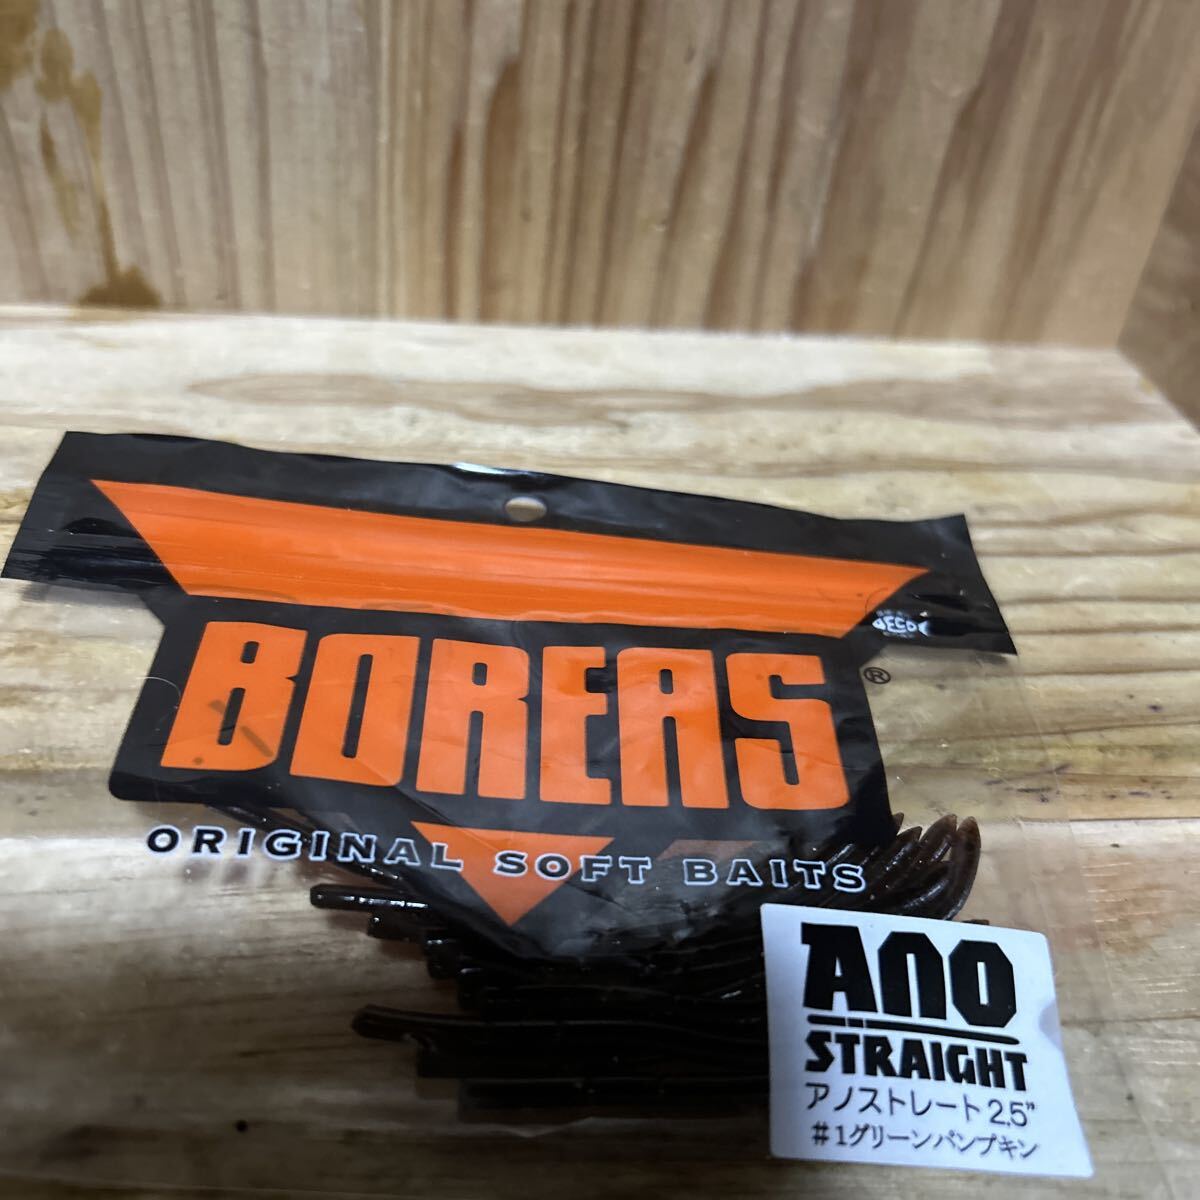 BOREAS
®
ORIGINAL SOFT BAITS
ANO
STRAIGHT
アノストレート 2.5"
#1グリーンパンプキン